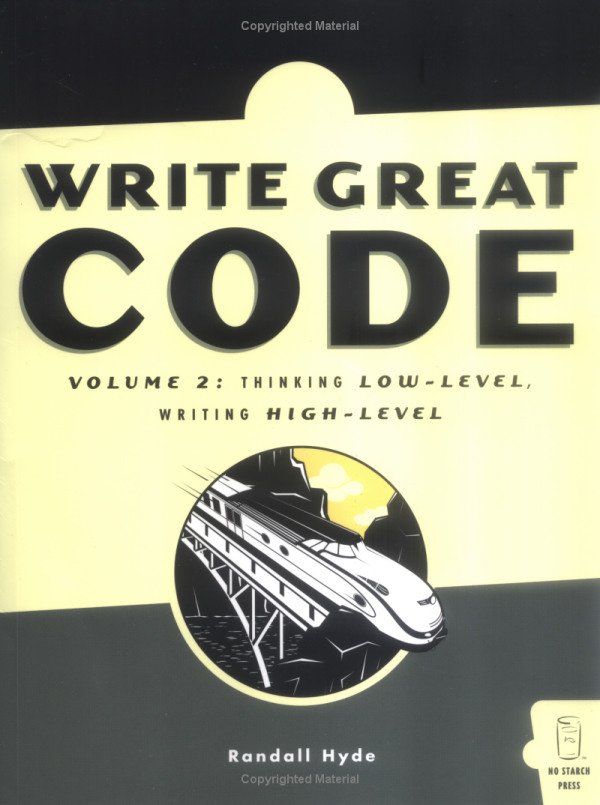 Copyrighted Material
WRITE GREAT
CODE
VOLUME 2: THINKING LOW-LEVEL,
WRITING HIGH-LEVEL
Randall Hyde
NO STARCH
PRESS
Copyrighted Material